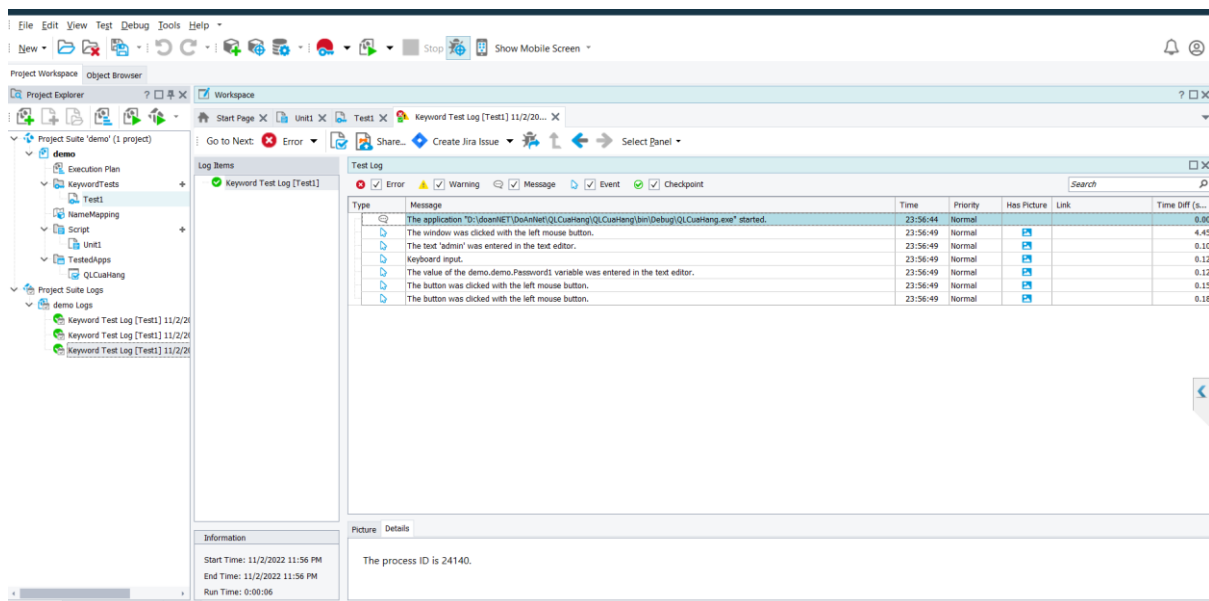 File Edit View Test Debug Tools Help
New Stop Show Mobile Screen
Project Workspace Object Browser
Project Explorer Workspace
Start Page Unit1 Test1 Keyword Test Log [Test1] 11/2/20...
Project Suite 'demo' (1 project) Go to Next: Error Share... Create Jira Issue Select Panel
demo
Execution Plan
KeywordTests
Test1
NameMapping
Script
Unit1
TestedApps
QLCuaHang
Project Suite Logs
demo Logs
Keyword Test Log [Test1] 11/2/20
Keyword Test Log [Test1] 11/2/20
Keyword Test Log [Test1] 11/2/20
Log Items
Keyword Test Log [Test1]
Test Log
Error Warning Message Event Checkpoint Search
Type Message Time Priority Has Picture Link Time Diff (s...
The application "D:\doanNET\DoAnNet\QLCuaHang\QLCuaHang\bin\Debug\QLCuaHang.exe" started. 23:56:44 Normal 0.00
The window was clicked with the left mouse button. 23:56:49 Normal 4.45
The text 'admin' was entered in the text editor. 23:56:49 Normal 0.10
Keyboard input. 23:56:49 Normal 0.12
The value of the demo.demo.Password1 variable was entered in the text editor. 23:56:49 Normal 0.12
The button was clicked with the left mouse button. 23:56:49 Normal 0.15
The button was clicked with the left mouse button. 23:56:49 Normal 0.18
Information
Start Time: 11/2/2022 11:56 PM
End Time: 11/2/2022 11:56 PM
Run Time: 0:00:06
Picture Details
The process ID is 24140.